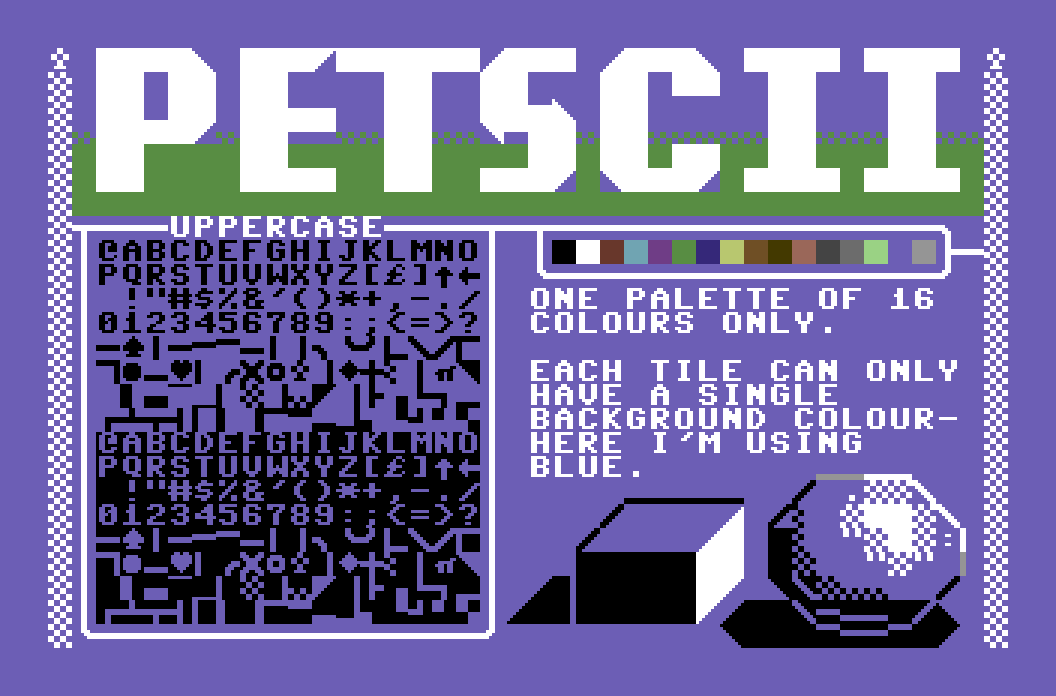 PETSCII
UPPERCASE
@ABCDEFGHIJKLMNO
PQRSTUVWXYZ[£]↑←
!"#$%&'()*+,-./
0123456789:;<=>?
@ABCDEFGHIJKLMNO
PQRSTUVWXYZ[£]↑←
!"#$%&'()*+,-./
0123456789:;<=>?
ONE PALETTE OF 16
COLOURS ONLY.
EACH TILE CAN ONLY
HAVE A SINGLE
BACKGROUND COLOUR-
HERE I'M USING
BLUE.